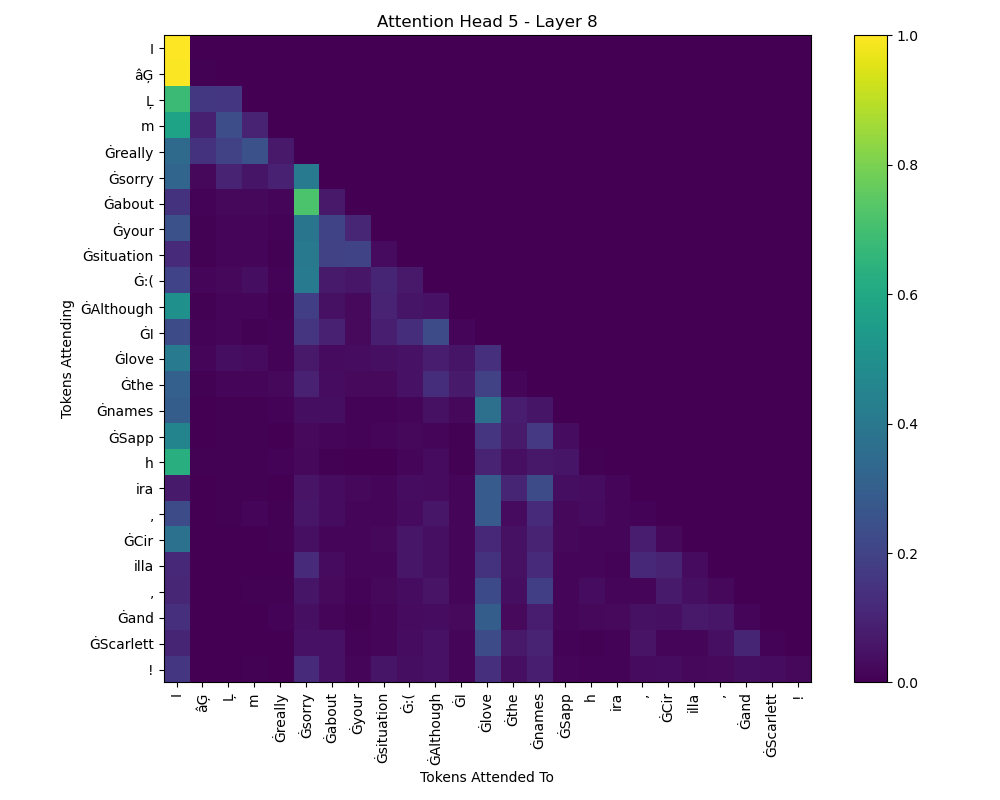 Attention Head 5 - Layer 8
Tokens Attending
I
âĢ
Ļ
m
Ġreally
Ġsorry
Ġabout
Ġyour
Ġsituation
Ġ:(
ĠAlthough
ĠI
Ġlove
Ġthe
Ġnames
ĠSapp
h
ira
,
ĠCir
illa
,
Ġand
ĠScarlett
!
I
âĢ
Ļ
m
Ġreally
Ġsorry
Ġabout
Ġyour
Ġsituation
Ġ:(
ĠAlthough
ĠI
Ġlove
Ġthe
Ġnames
ĠSapp
h
ira
,
ĠCir
illa
,
Ġand
ĠScarlett
!
Tokens Attended To
1.0
0.8
0.6
0.4
0.2
0.0